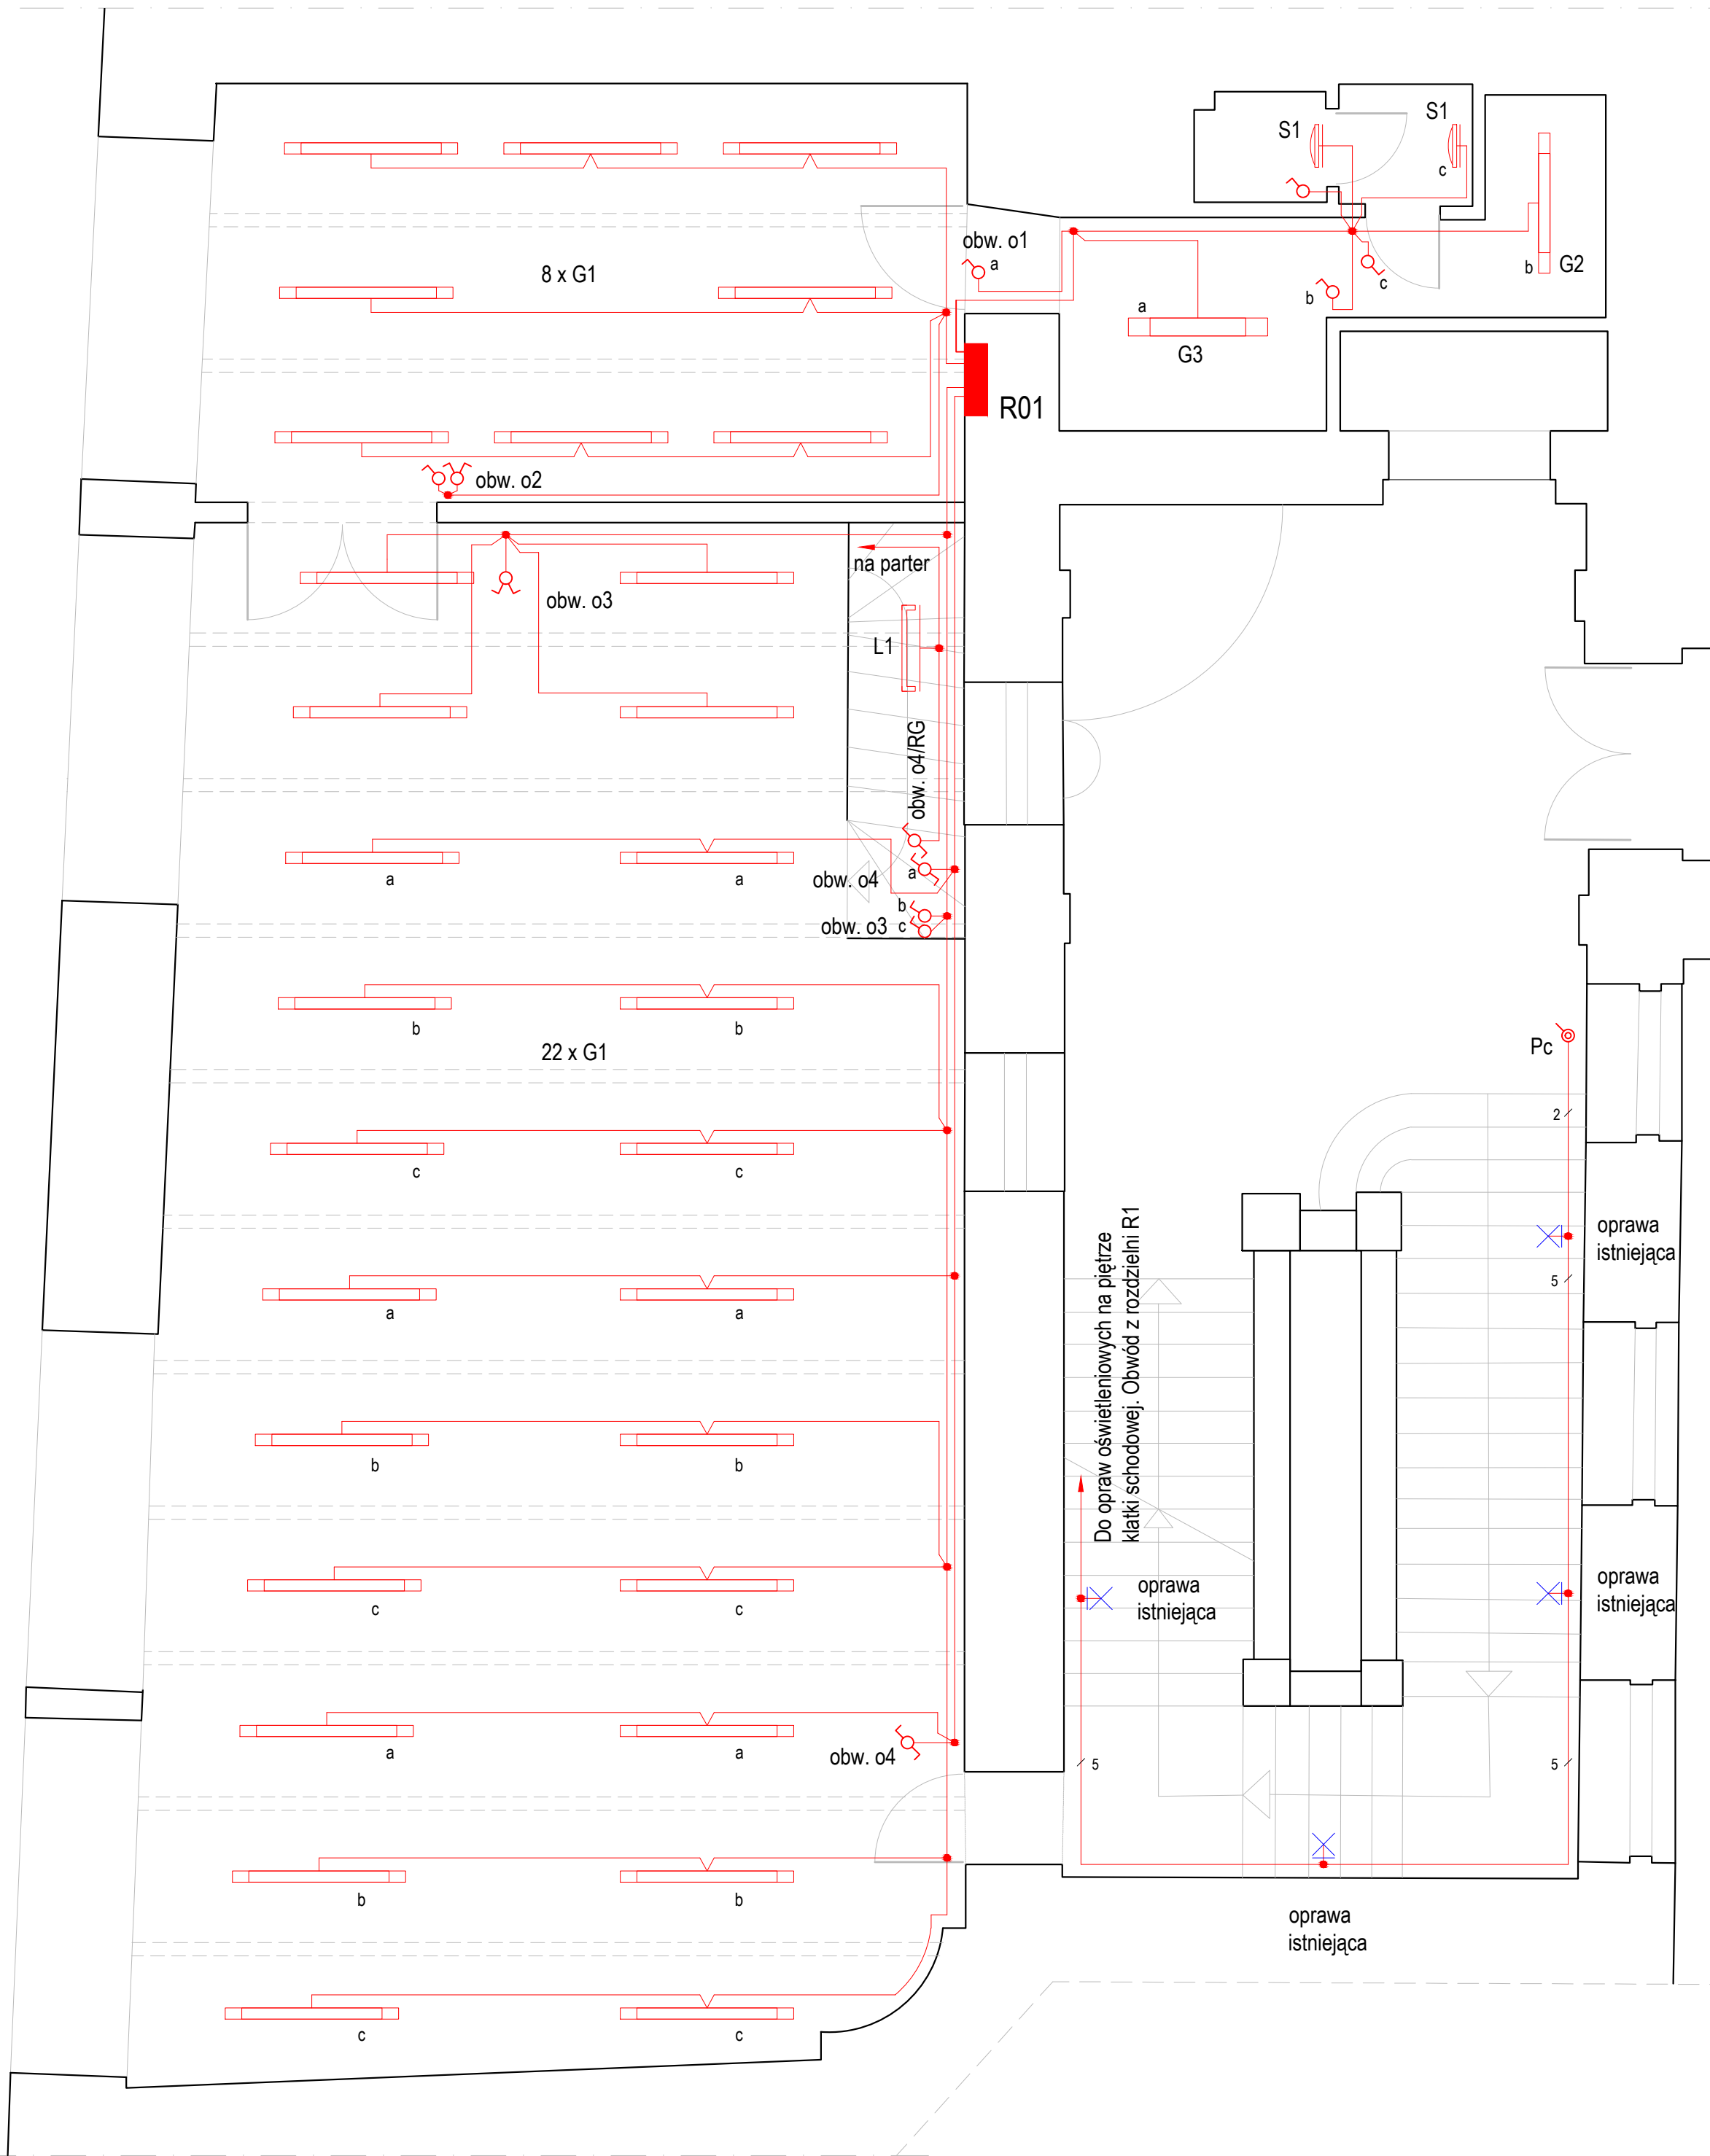 S1
S1
c
obw. o1
a
8 x G1
b
G2
c
b
a
G3
R01
obw. o2
na parter
obw. o3
L1
obw. o4/RG
a
a
a
obw. o4
b
obw. o3
c
b
b
22 x G1
Pc
2
c
c
oprawa
istniejąca
5
Do opraw oświetleniowych na piętrze
klatki schodowej. Obwód z rozdzielni R1
a
a
b
b
c
c
oprawa
istniejąca
oprawa
istniejąca
a
a
obw. o4
5
5
b
b
oprawa
istniejąca
c
c